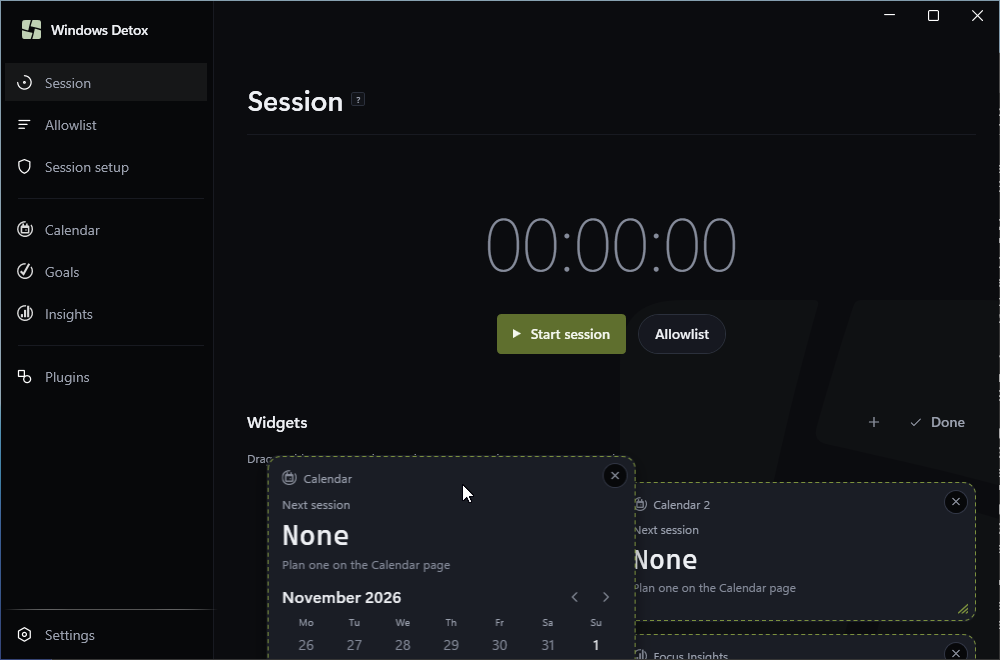 Windows Detox
Session
Allowlist
Session setup
Calendar
Goals
Insights
Plugins
Settings
Session ?
00:00:00
Start session
Allowlist
Widgets
Done
Calendar
Next session
None
Plan one on the Calendar page
November 2026
Mo Tu We Th Fr Sa Su
26 27 28 29 30 31 1
Calendar 2
Next session
None
Plan one on the Calendar page
Focus Insights